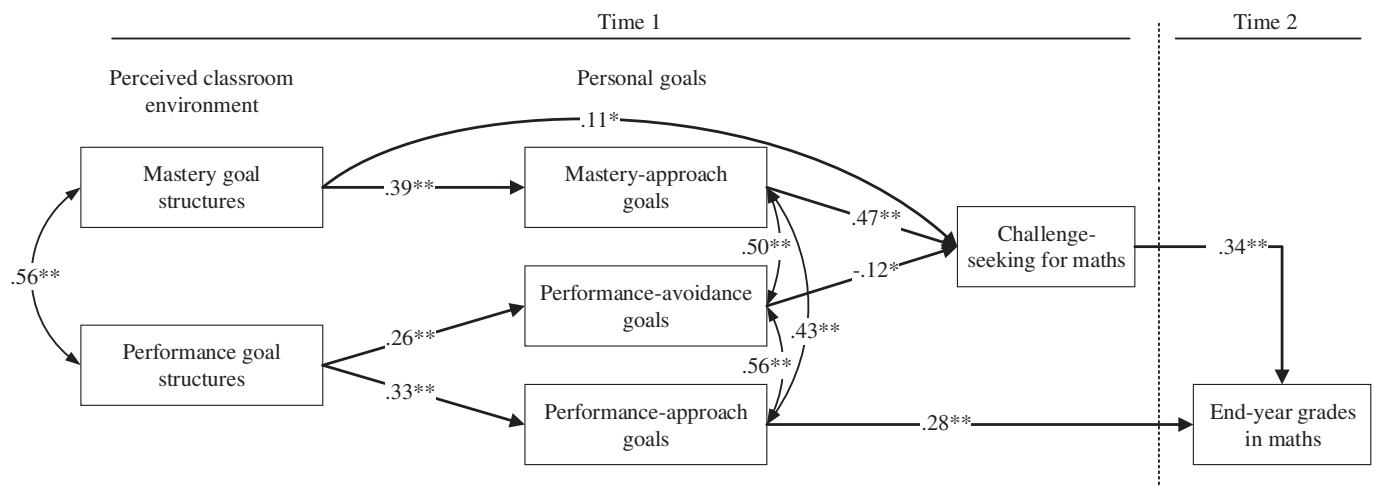 Time 1
Time 2
Perceived classroom
environment
Personal goals
.11*
Mastery goal
structures
.39**
Mastery-approach
goals
.47**
Challenge-
seeking for maths
.34**
.50**
.56**
Performance-avoidance
goals
-.12*
.26**
.43**
Performance goal
structures
.56**
.33**
Performance-approach
goals
.28**
End-year grades
in maths